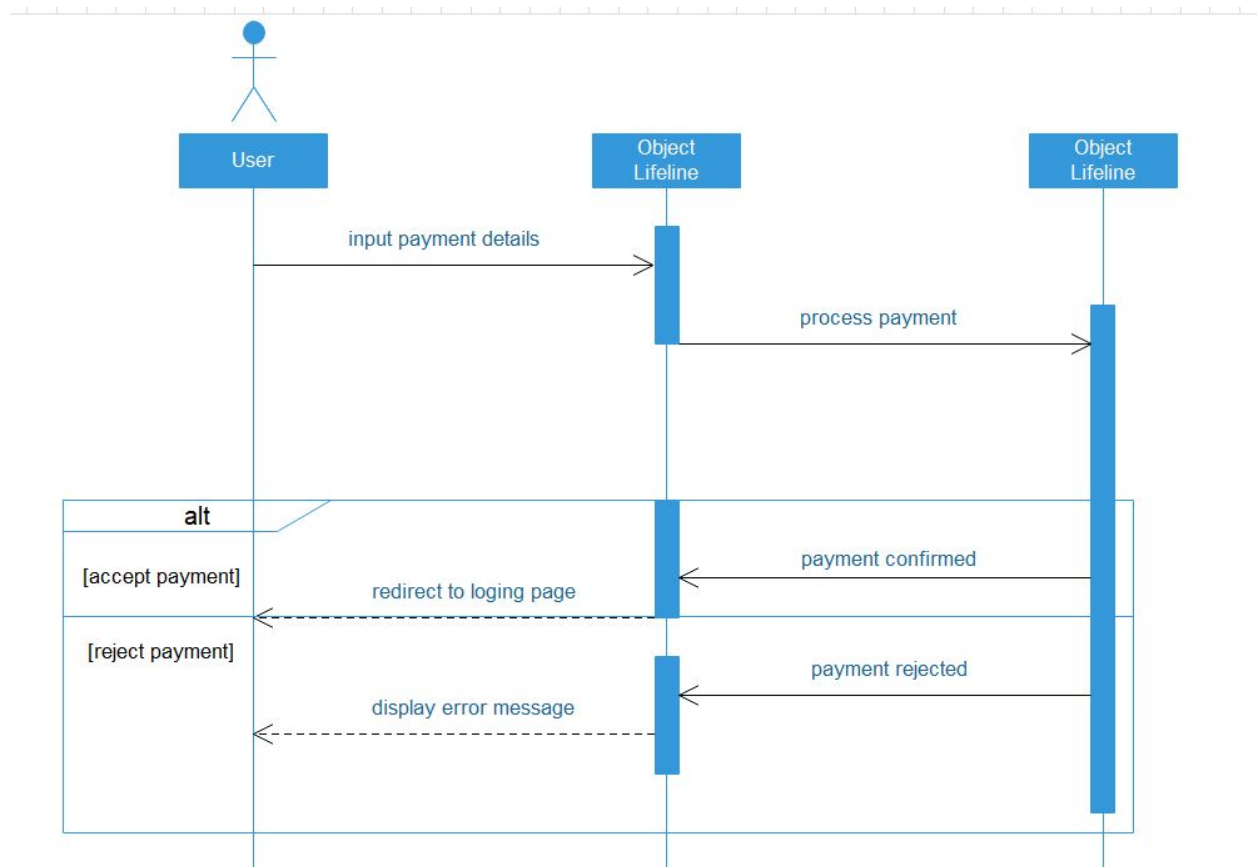 User
Object
Lifeline
Object
Lifeline
input payment details
process payment
alt
[accept payment]
payment confirmed
redirect to loging page
[reject payment]
payment rejected
display error message